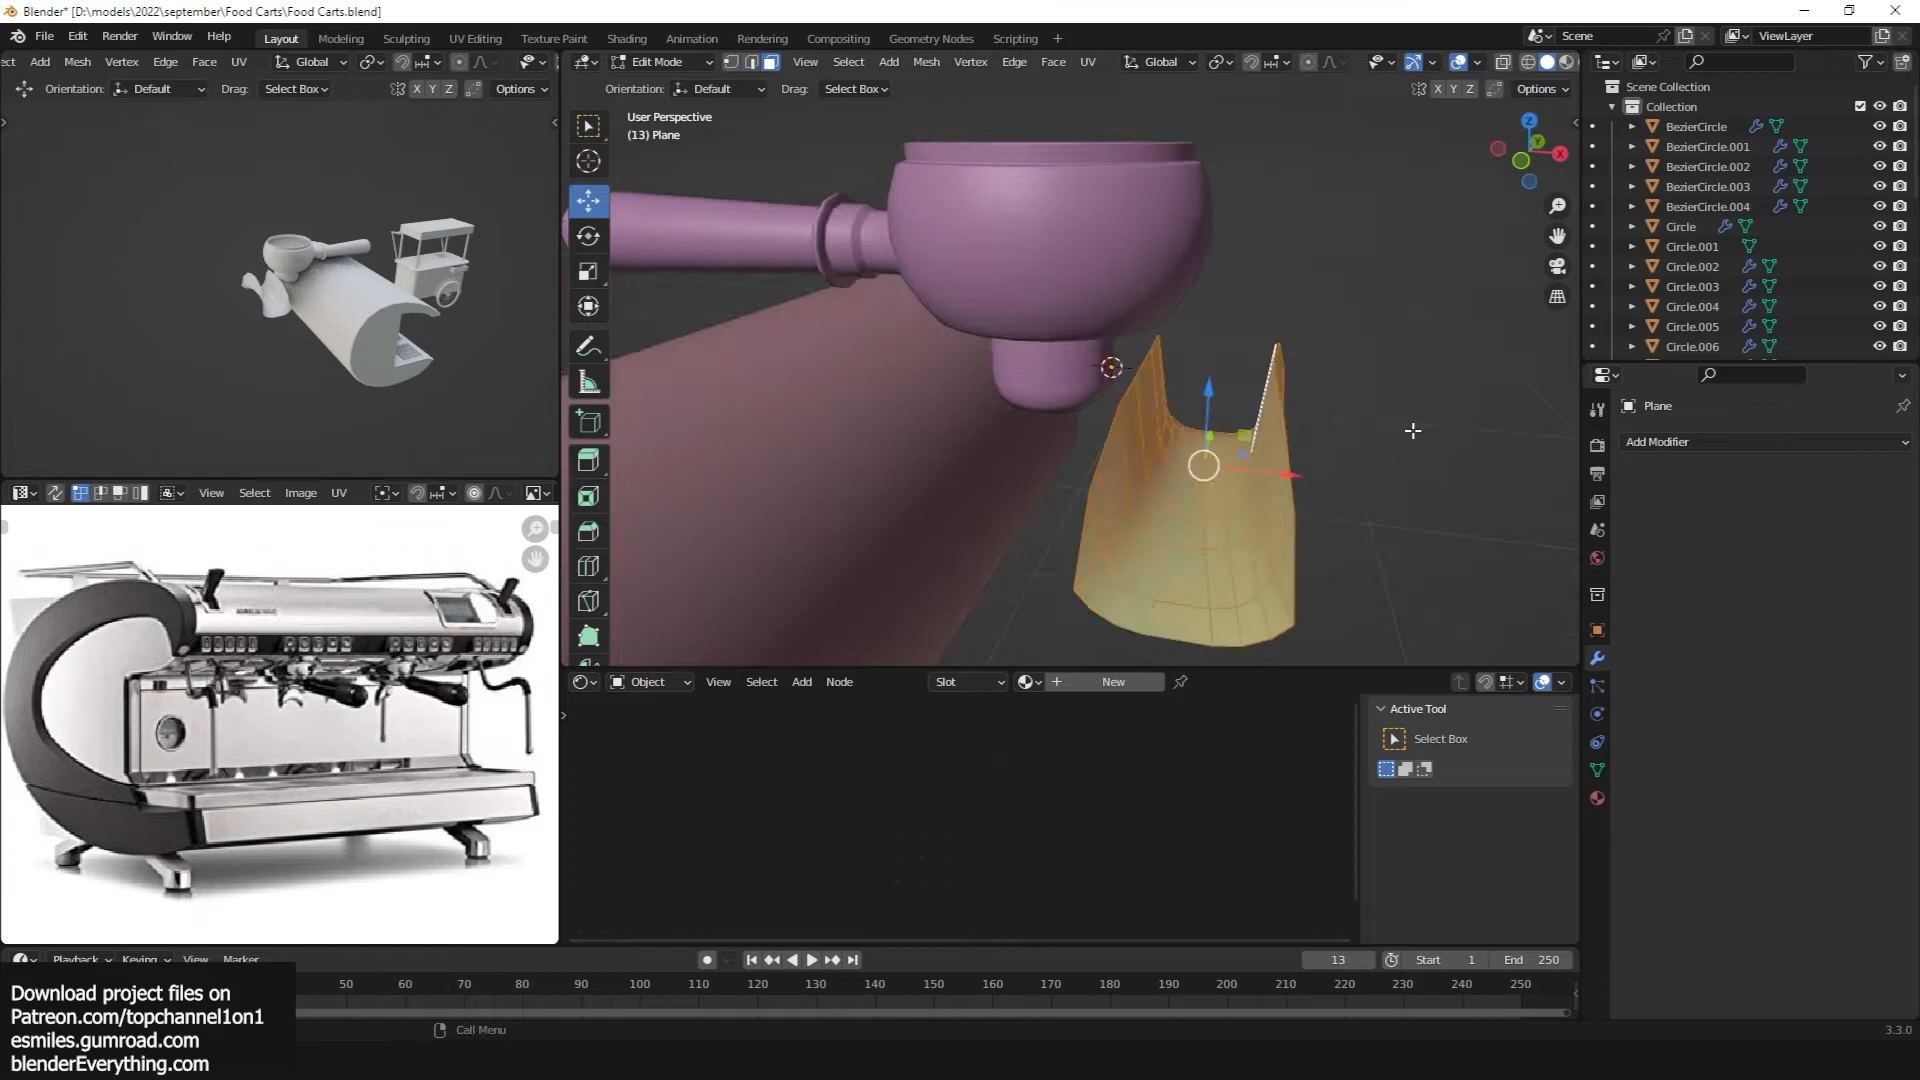 Blender* [D:\models\2022\september\Food Carts\Food Carts.blend]
File Edit Render Window Help Layout Modeling Sculpting UV Editing Texture Paint Shading Animation Rendering Compositing Geometry Nodes Scripting + Scene ViewLayer
ect Add Mesh Vertex Edge Face UV Global
Edit Mode View Select Add Mesh Vertex Edge Face UV Global
Orientation: Default Drag: Select Box X Y Z Options
Orientation: Default Drag: Select Box X Y Z Options
User Perspective
(13) Plane
Z
Y
X
Scene Collection
Collection
BezierCircle
BezierCircle.001
BezierCircle.002
BezierCircle.003
BezierCircle.004
Circle
Circle.001
Circle.002
Circle.003
Circle.004
Circle.005
Circle.006
Plane
Add Modifier
View Select Image UV
Object View Select Add Node Slot New
Active Tool
Select Box
Playback Keying View Marker
13 Start 1 End 250
50 60 70 80 90 100 110 120 130 140 150 160 170 180 190 200 210 220 230 240 250
Call Menu
3.3.0
Download project files on
Patreon.com/topchannel1on1
esmiles.gumroad.com
blenderEverything.com